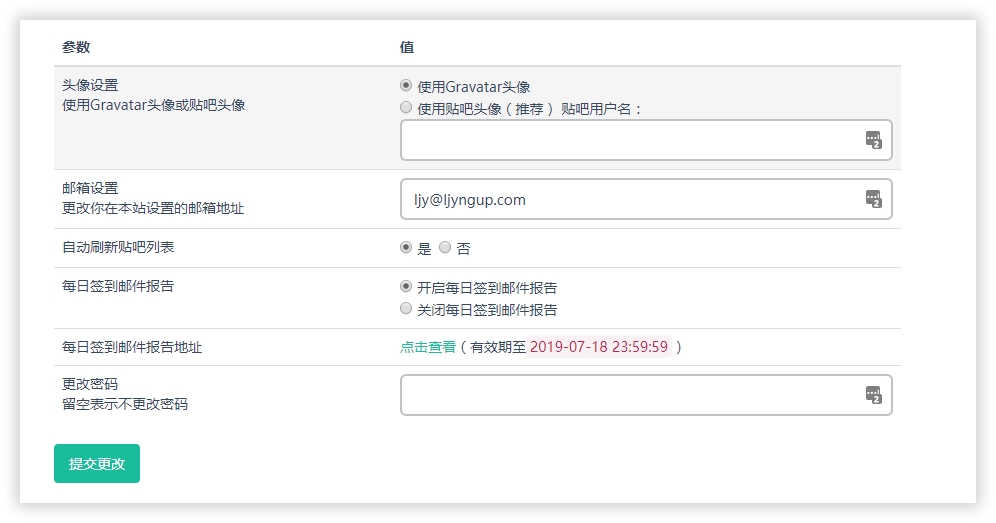 参数 值
头像设置
使用Gravatar头像或贴吧头像
使用Gravatar头像
使用贴吧头像（推荐） 贴吧用户名：
2
邮箱设置
更改你在本站设置的邮箱地址
ljy@ljyngup.com
2
自动刷新贴吧列表 是 否
每日签到邮件报告 开启每日签到邮件报告
关闭每日签到邮件报告
每日签到邮件报告地址 点击查看（有效期至 2019-07-18 23:59:59 ）
更改密码
留空表示不更改密码
2
提交更改